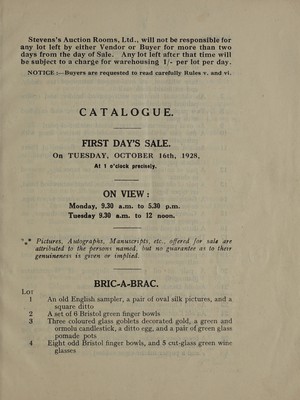 Stevens's Auction Rooms, Ltd., will not be responsible for
any lot left by either Vendor or Buyer for more than two
days from the day of Sale. Any lot left after that time will
be subject to a charge for warehousing 1/- per lot per day.
NOTICE :—Buyers are requested to read carefully Rules v. and vi.
CATALOGUE.
FIRST DAY'S SALE.
On TUESDAY, OCTOBER 16th, 1928,
At 1 o'clock precisely.
ON VIEW :
Monday, 9.30 a.m. to 5.30 p.m.
Tuesday 9.30 a.m. to 12 noon.
*** Pictures, Autographs, Manuscripts, etc., offered for sale are
attributed to the persons named, but no guarantee as to their
genuineness is given or implied.
BRIC-A-BRAC.
Lot
1 An old English sampler, a pair of oval silk pictures, and a
square ditto
2 A set of 6 Bristol green finger bowls
3 Three coloured glass goblets decorated gold, a green and
ormolu candlestick, a ditto egg, and a pair of green glass
pomade pots
4 Eight odd Bristol finger bowls, and 5 cut-glass green wine
glasses